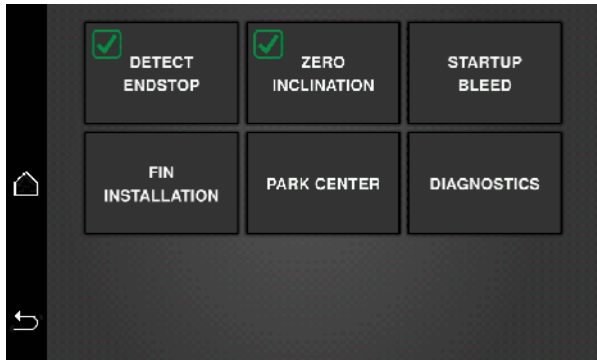 DETECT
ENDSTOP
ZERO
INCLINATION
STARTUP
BLEED
FIN
INSTALLATION
PARK CENTER
DIAGNOSTICS